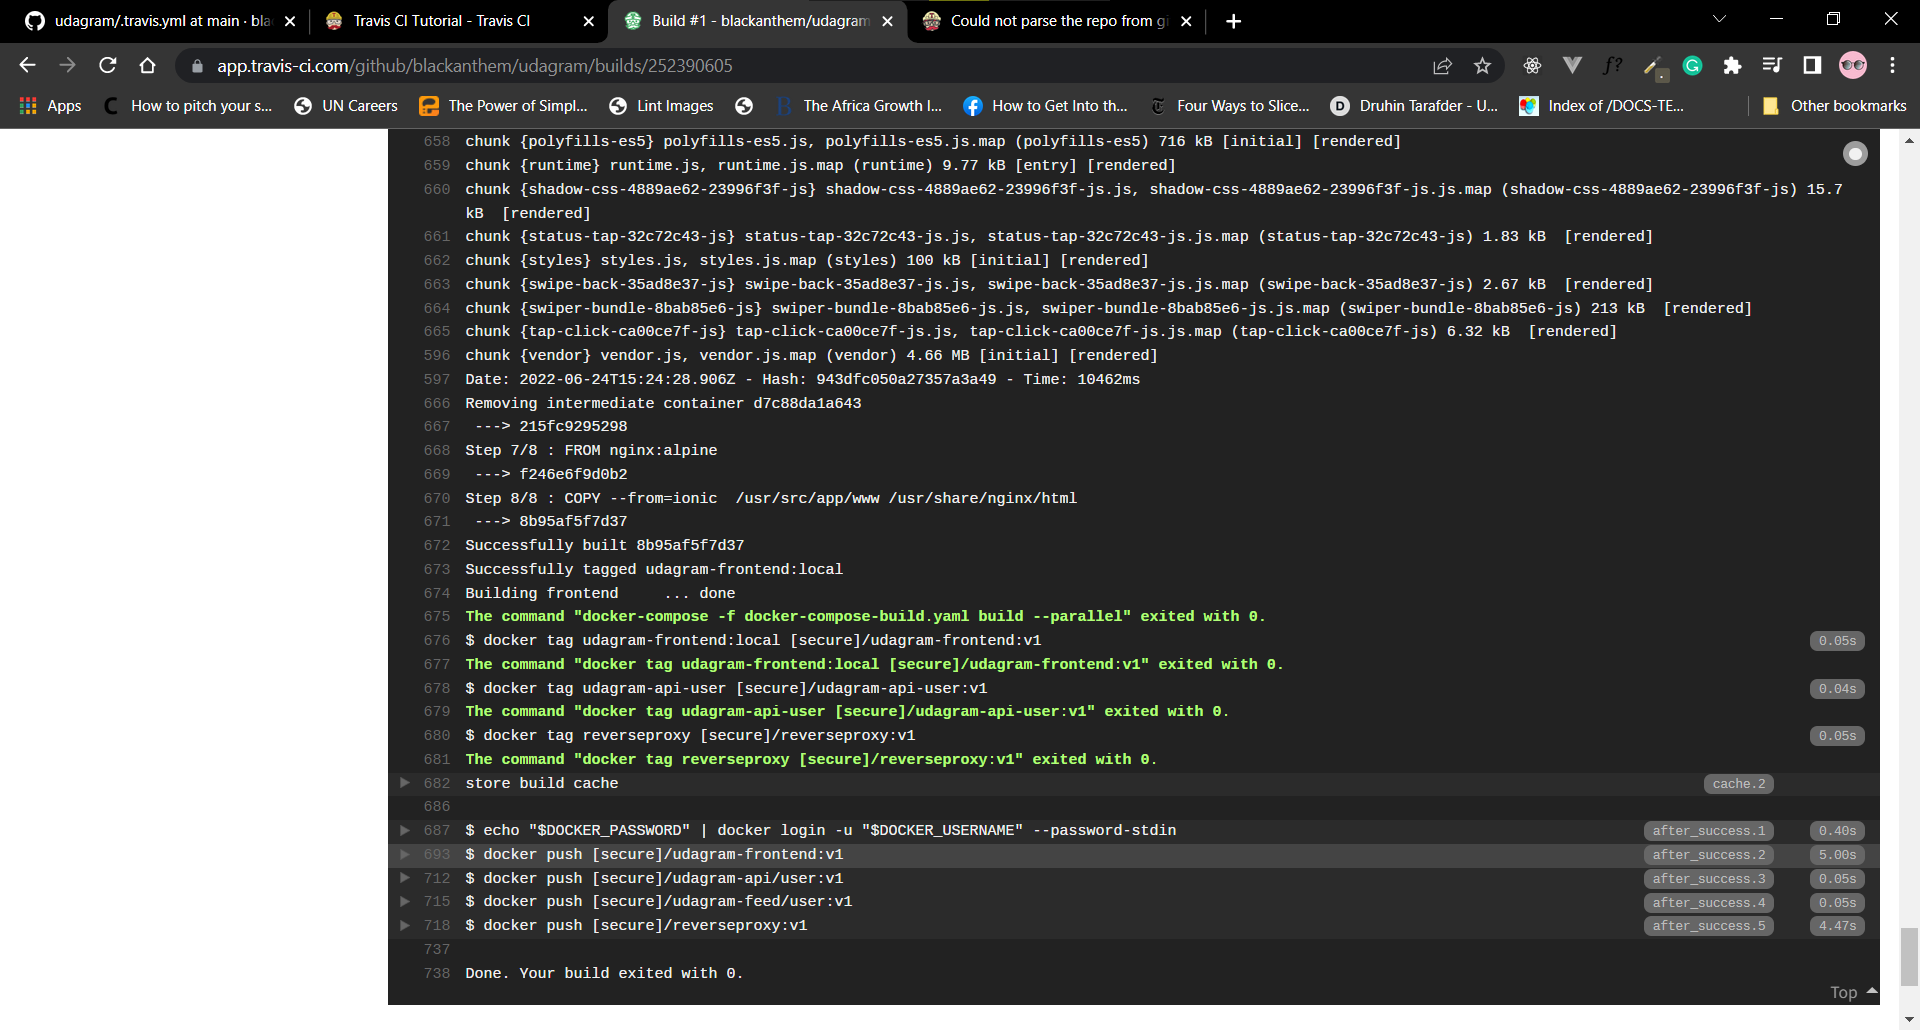 udagram/.travis.yml at main · bla
Travis CI Tutorial - Travis CI
Build #1 - blackanthem/udagram
Could not parse the repo from gi
app.travis-ci.com/github/blackanthem/udagram/builds/252390605
Apps
How to pitch your s...
UN Careers
The Power of Simpl...
Lint Images
The Africa Growth I...
How to Get Into th...
Four Ways to Slice...
Druhin Tarafder - U...
Index of /DOCS-TE...
Other bookmarks
658 chunk {polyfills-es5} polyfills-es5.js, polyfills-es5.js.map (polyfills-es5) 716 kB [initial] [rendered]
659 chunk {runtime} runtime.js, runtime.js.map (runtime) 9.77 kB [entry] [rendered]
660 chunk {shadow-css-4889ae62-23996f3f-js} shadow-css-4889ae62-23996f3f-js.js, shadow-css-4889ae62-23996f3f-js.js.map (shadow-css-4889ae62-23996f3f-js) 15.7
kB  [rendered]
661 chunk {status-tap-32c72c43-js} status-tap-32c72c43-js.js, status-tap-32c72c43-js.js.map (status-tap-32c72c43-js) 1.83 kB  [rendered]
662 chunk {styles} styles.js, styles.js.map (styles) 100 kB [initial] [rendered]
663 chunk {swipe-back-35ad8e37-js} swipe-back-35ad8e37-js.js, swipe-back-35ad8e37-js.js.map (swipe-back-35ad8e37-js) 2.67 kB  [rendered]
664 chunk {swiper-bundle-8bab85e6-js} swiper-bundle-8bab85e6-js.js, swiper-bundle-8bab85e6-js.js.map (swiper-bundle-8bab85e6-js) 213 kB  [rendered]
665 chunk {tap-click-ca00ce7f-js} tap-click-ca00ce7f-js.js, tap-click-ca00ce7f-js.js.map (tap-click-ca00ce7f-js) 6.32 kB  [rendered]
596 chunk {vendor} vendor.js, vendor.js.map (vendor) 4.66 MB [initial] [rendered]
597 Date: 2022-06-24T15:24:28.906Z - Hash: 943dfc050a27357a3a49 - Time: 10462ms
666 Removing intermediate container d7c88da1a643
667  ---> 215fc9295298
668 Step 7/8 : FROM nginx:alpine
669  ---> f246e6f9d0b2
670 Step 8/8 : COPY --from=ionic  /usr/src/app/www /usr/share/nginx/html
671  ---> 8b95af5f7d37
672 Successfully built 8b95af5f7d37
673 Successfully tagged udagram-frontend:local
674 Building frontend     ... done
675 The command "docker-compose -f docker-compose-build.yaml build --parallel" exited with 0.
676 $ docker tag udagram-frontend:local [secure]/udagram-frontend:v1 0.05s
677 The command "docker tag udagram-frontend:local [secure]/udagram-frontend:v1" exited with 0.
678 $ docker tag udagram-api-user [secure]/udagram-api-user:v1 0.04s
679 The command "docker tag udagram-api-user [secure]/udagram-api-user:v1" exited with 0.
680 $ docker tag reverseproxy [secure]/reverseproxy:v1 0.05s
681 The command "docker tag reverseproxy [secure]/reverseproxy:v1" exited with 0.
682 store build cache cache.2
686
687 $ echo "$DOCKER_PASSWORD" | docker login -u "$DOCKER_USERNAME" --password-stdin after_success.1 0.40s
693 $ docker push [secure]/udagram-frontend:v1 after_success.2 5.00s
712 $ docker push [secure]/udagram-api/user:v1 after_success.3 0.05s
715 $ docker push [secure]/udagram-feed/user:v1 after_success.4 0.05s
718 $ docker push [secure]/reverseproxy:v1 after_success.5 4.47s
737
738 Done. Your build exited with 0.
Top